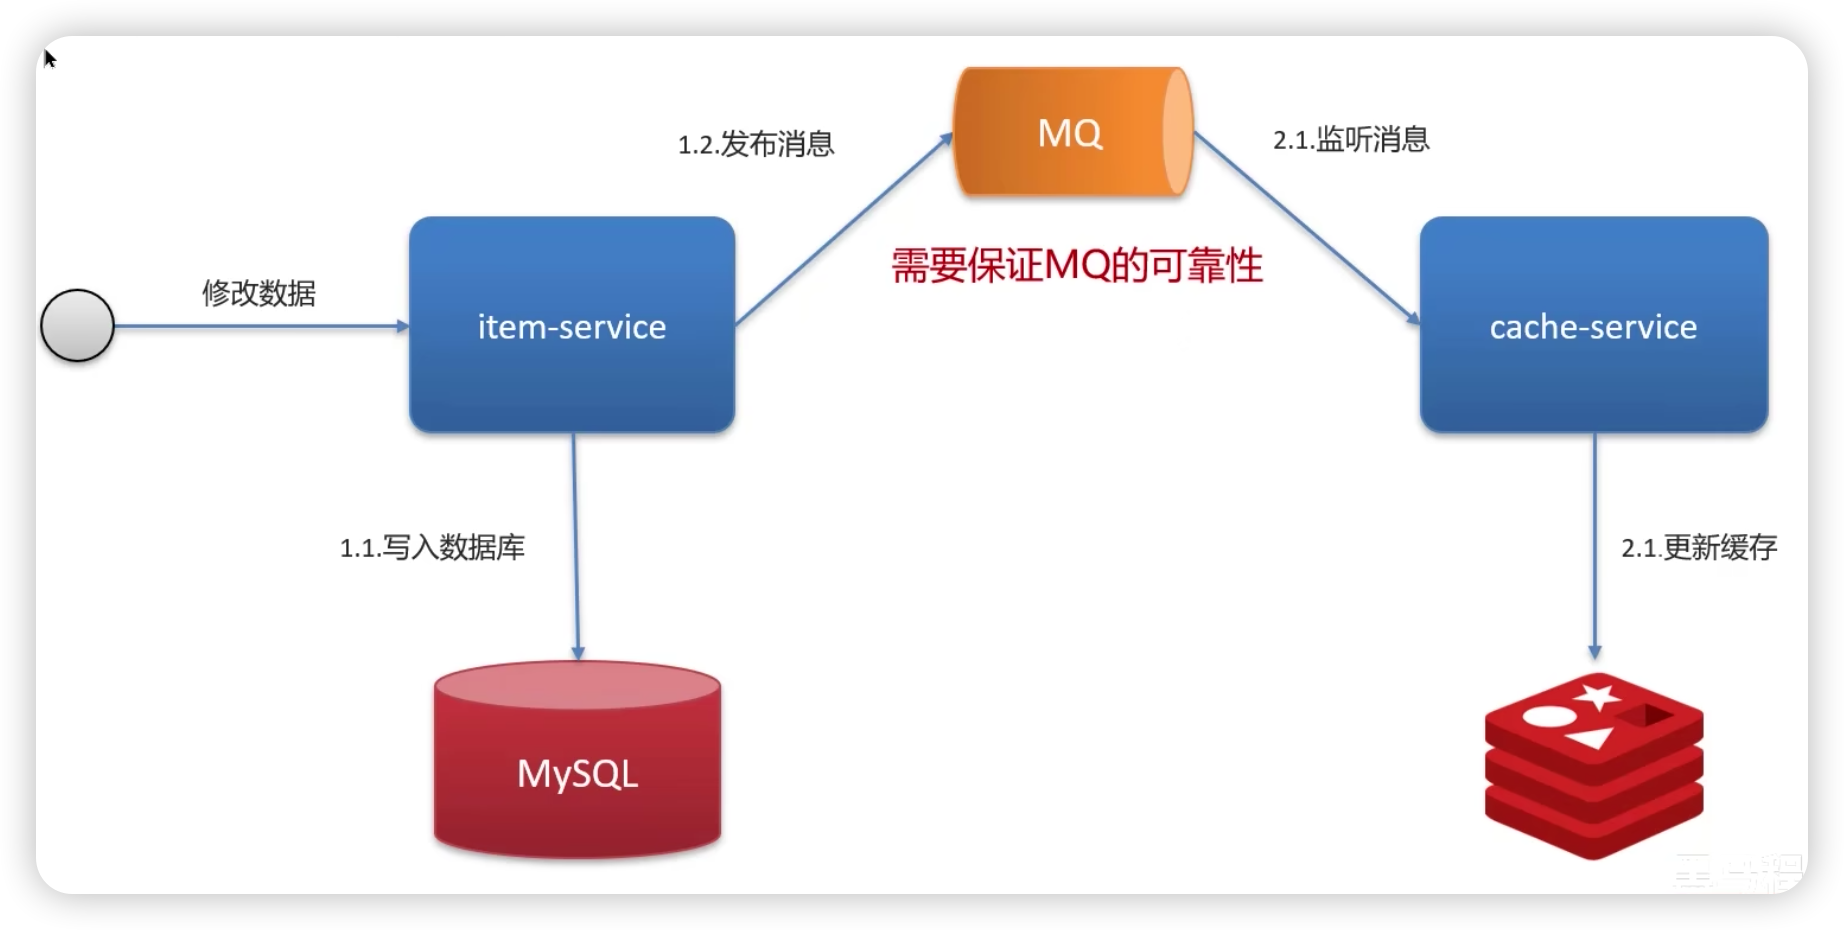 1.2.发布消息
MQ
2.1.监听消息
需要保证MQ的可靠性
修改数据
item-service
cache-service
1.1.写入数据库
2.1.更新缓存
MySQL